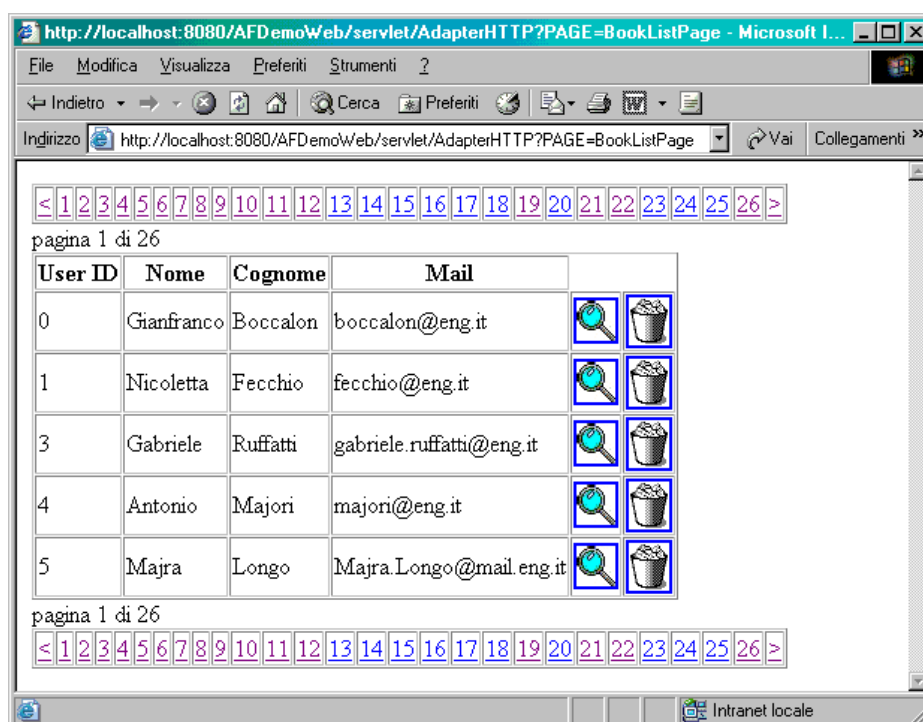 http://localhost:8080/AFDemoWeb/servlet/AdapterHTTP?PAGE=BookListPage - Microsoft I...
File Modifica Visualizza Preferiti Strumenti ?
Indietro Cerca Preferiti
Indirizzo http://localhost:8080/AFDemoWeb/servlet/AdapterHTTP?PAGE=BookListPage Vai Collegamenti »
< 1 2 3 4 5 6 7 8 9 10 11 12 13 14 15 16 17 18 19 20 21 22 23 24 25 26 >
pagina 1 di 26
User ID Nome Cognome Mail
0 Gianfranco Boccalon boccalon@eng.it
1 Nicoletta Fecchio fecchio@eng.it
3 Gabriele Ruffatti gabriele.ruffatti@eng.it
4 Antonio Majori majori@eng.it
5 Majra Longo Majra.Longo@mail.eng.it
pagina 1 di 26
< 1 2 3 4 5 6 7 8 9 10 11 12 13 14 15 16 17 18 19 20 21 22 23 24 25 26 >
Intranet locale